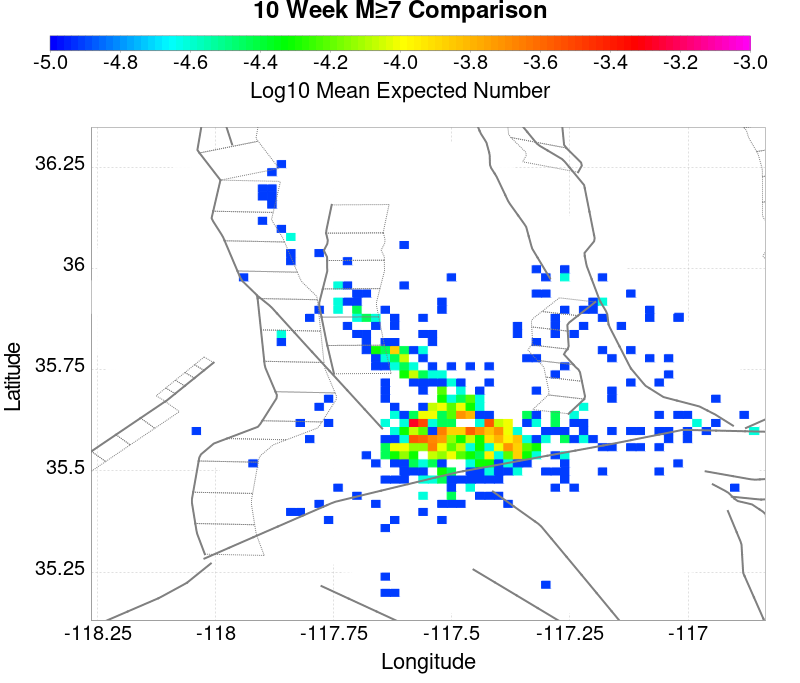 10 Week M≥7 Comparison
-5.0 -4.8 -4.6 -4.4 -4.2 -4.0 -3.8 -3.6 -3.4 -3.2 -3.0
Log10 Mean Expected Number
36.25
36
35.75
35.5
35.25
Latitude
-118.25 -118 -117.75 -117.5 -117.25 -117
Longitude